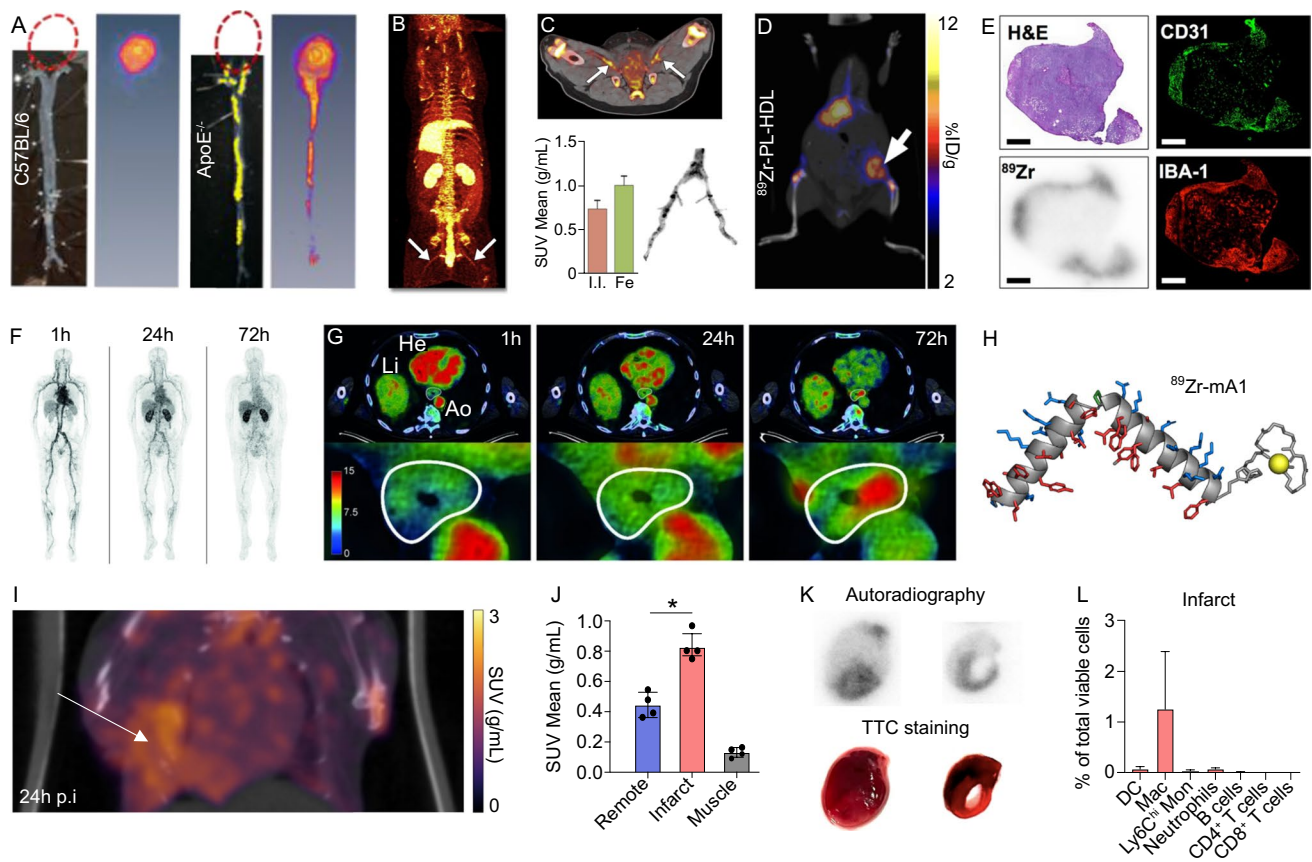 A
C57BL/6
ApoE⁻/⁻
B
C
SUV Mean (g/mL)
1.5
1.0
0.5
0
I.I.
Fe
D
⁸⁹Zr-PL-HDL
12
%ID/g
2
E
H&E
CD31
⁸⁹Zr
IBA-1
F
1h
24h
72h
G
He
Li
Ao
1h
24h
72h
15
7.5
0
H
⁸⁹Zr-mA1
I
24h p.i
3
SUV (g/mL)
0
J
SUV Mean (g/mL)
1.0
0.8
0.6
0.4
0.2
0.0
*
Remote
Infarct
Muscle
K
Autoradiography
TTC staining
L
Infarct
% of total viable cells
3
2
1
0
DC
Mac
Ly6Cʰⁱ Mon
Neutrophils
B cells
CD4⁺ T cells
CD8⁺ T cells